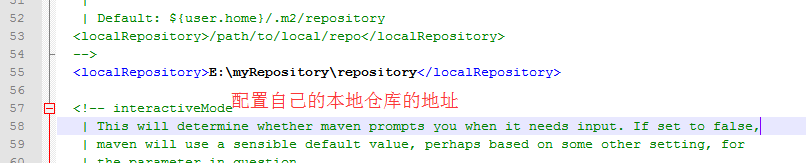 51 |
52 | Default: ${user.home}/.m2/repository
53 <localRepository>/path/to/local/repo</localRepository>
54 -->
55 <localRepository>E:\myRepository\repository</localRepository>
56
57 <!-- interactiveMode
配置自己的本地仓库的地址
58 | This will determine whether maven prompts you when it needs input. If set to false,
59 | maven will use a sensible default value, perhaps based on some other setting, for
60 | the parameter in question